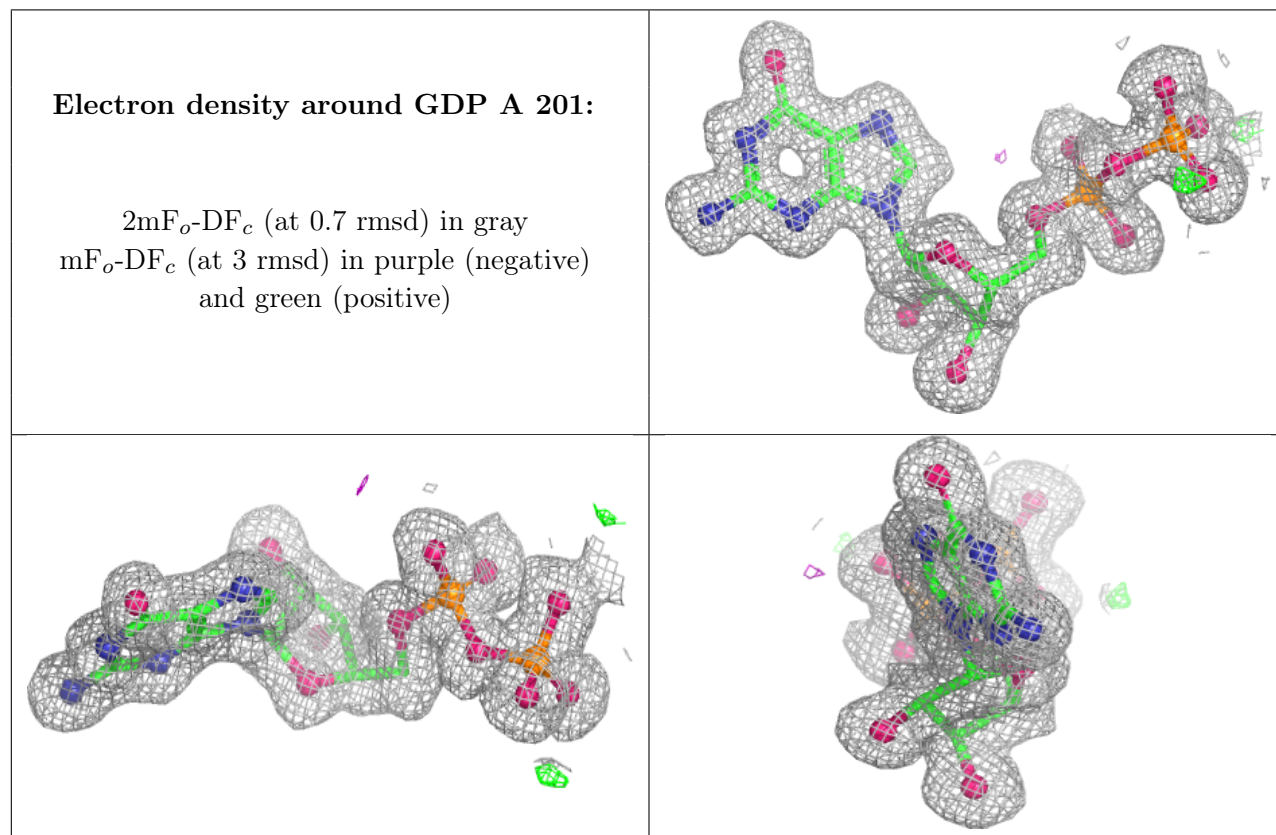 Electron density around GDP A 201:
2mFₒ-DF𝒸 (at 0.7 rmsd) in gray
mFₒ-DF𝒸 (at 3 rmsd) in purple (negative)
and green (positive)